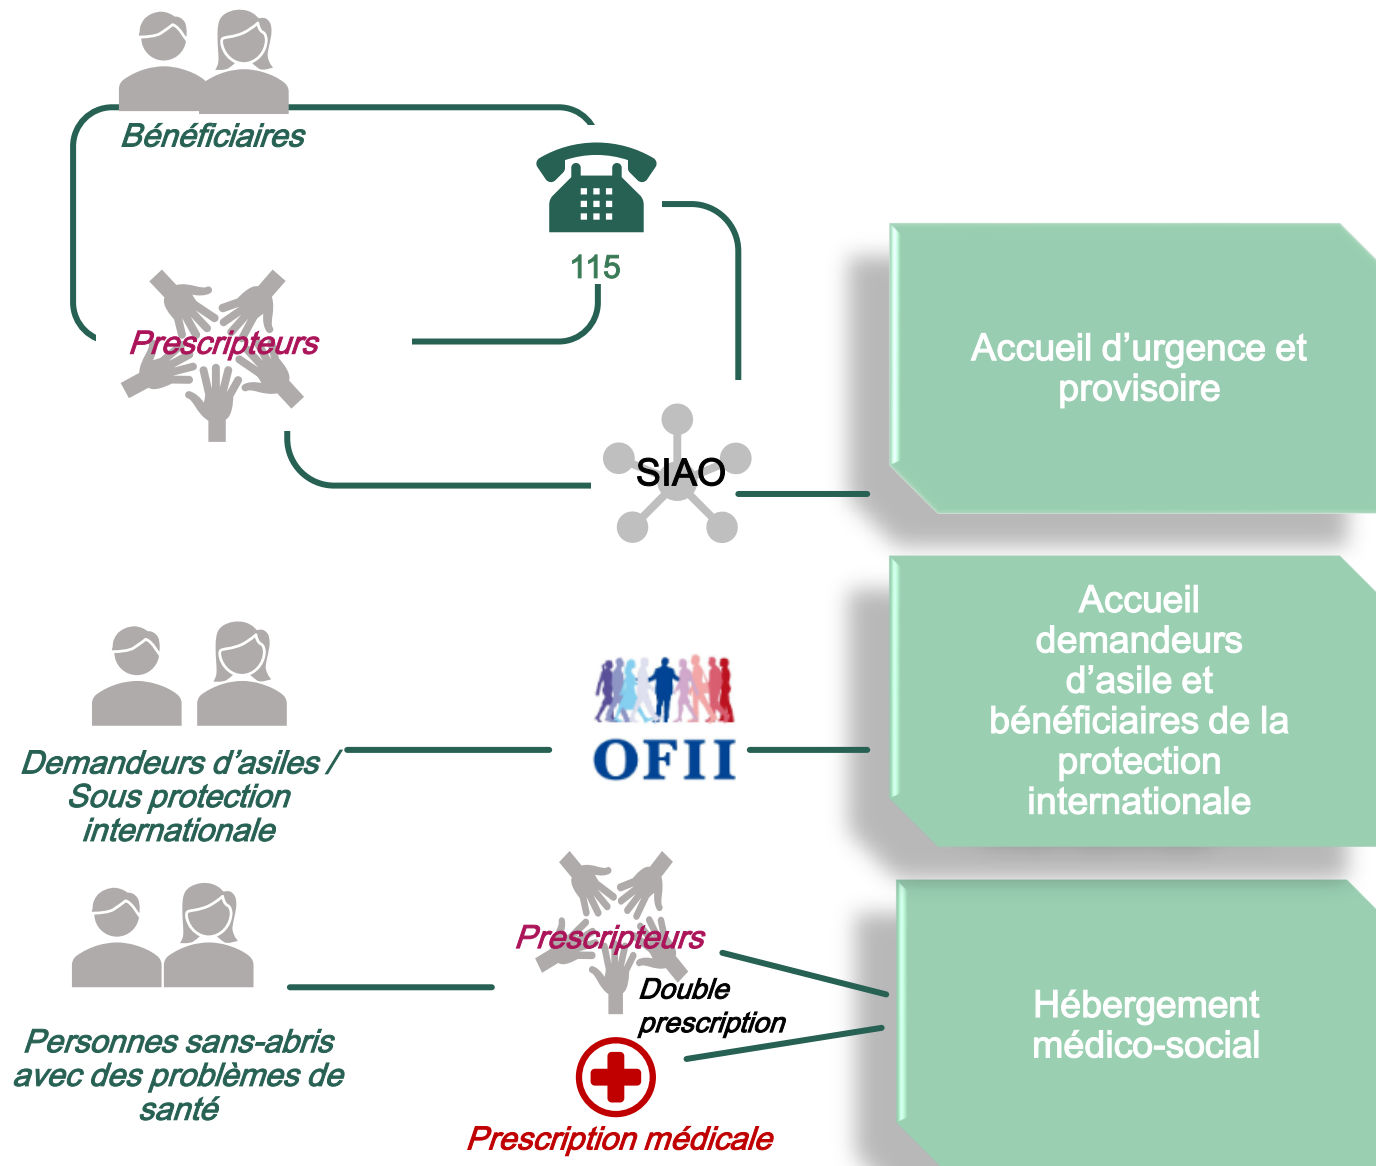 Bénéficiaires
115
Prescripteurs
SIAO
Accueil d’urgence et
provisoire
Demandeurs d’asiles /
Sous protection
internationale
OFII
Accueil
demandeurs
d’asile et
bénéficiaires de la
protection
internationale
Personnes sans-abris
avec des problèmes de
santé
Prescripteurs
Double
prescription
Prescription médicale
Hébergement
médico-social